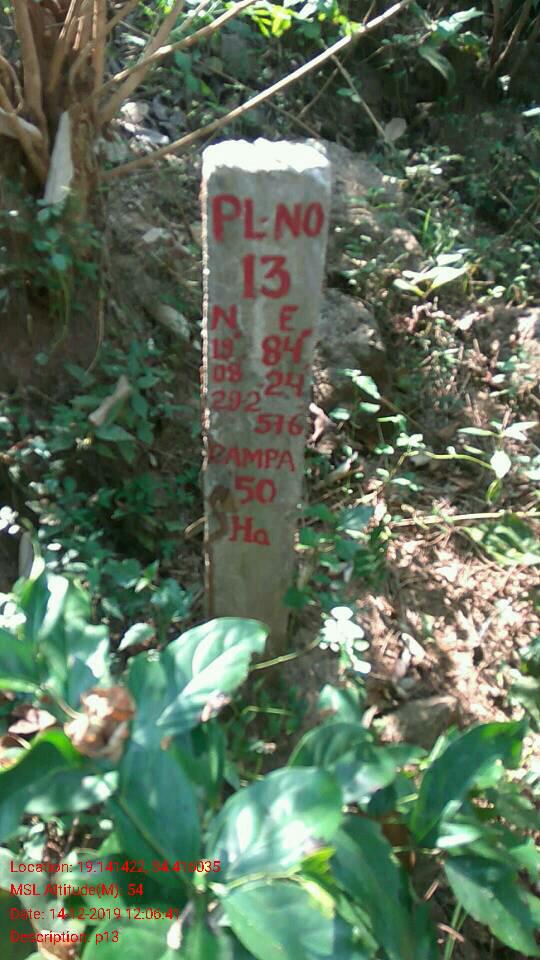 PL-NO
13
N E
19 84
08 24
292
576
RAMPA
50
Ha
Location: 19.141422, 84.416035
MSL Altitude(M): 54
Date: 14-12-2019 12:06:41
Description: p13